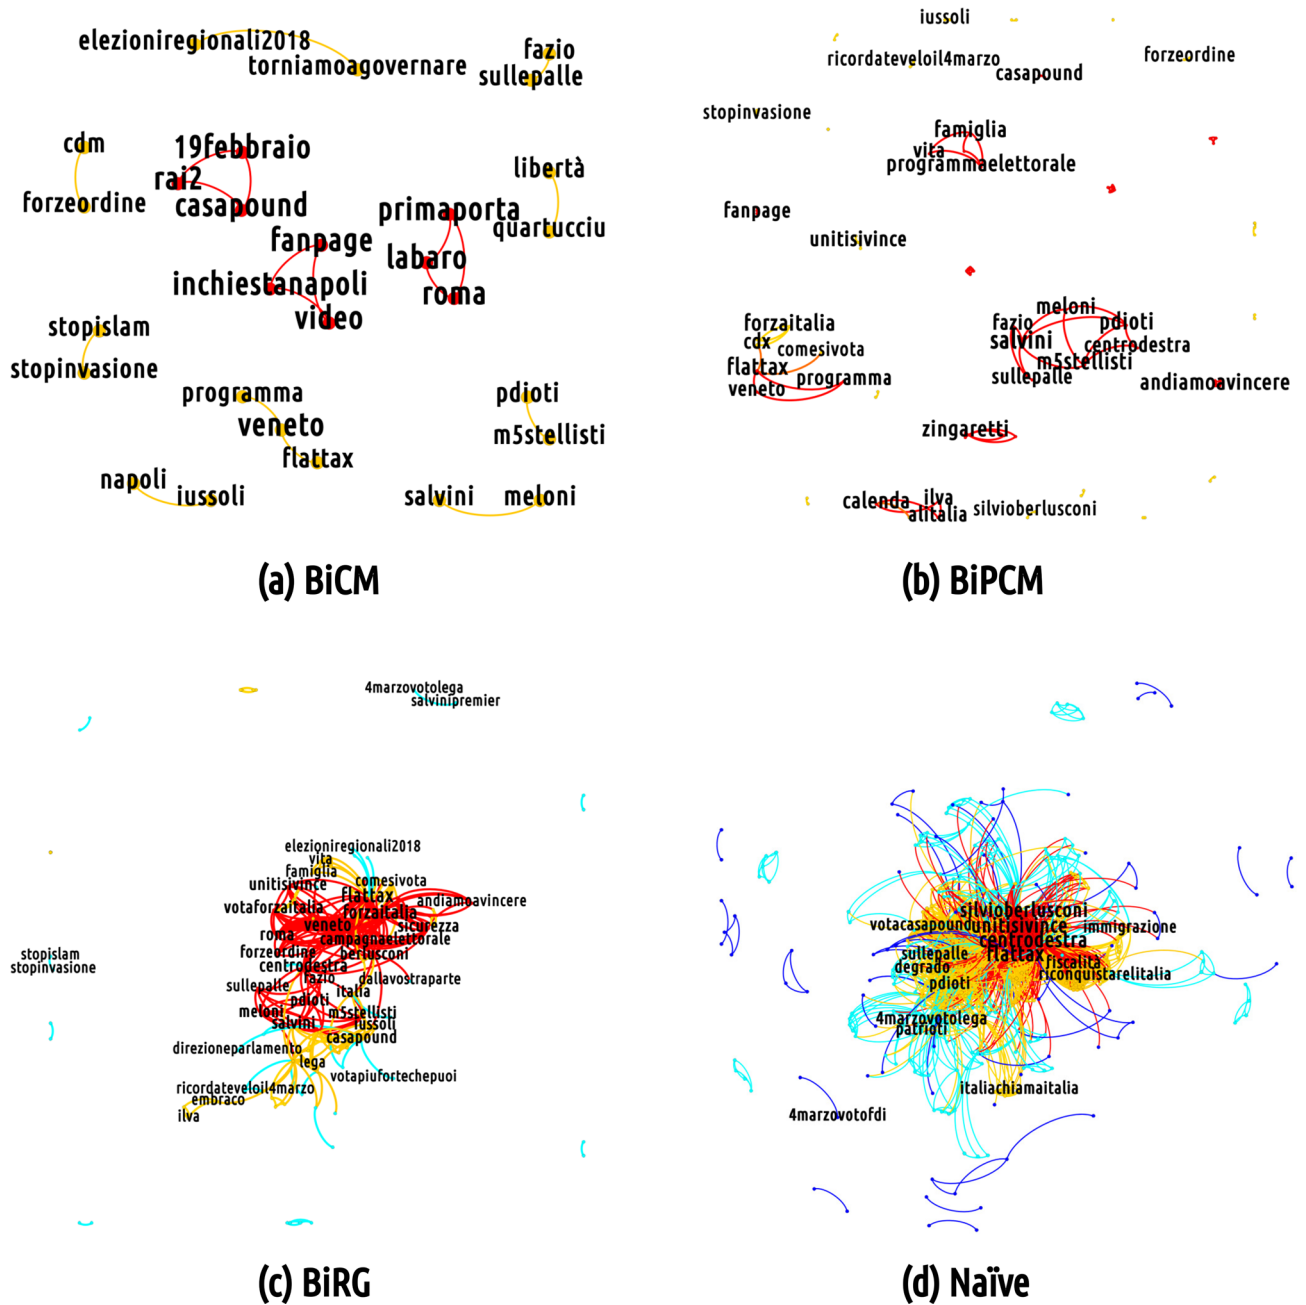 elezioniregionali2018
torniamoagovernare
fazio
sullepalle
cdm
forzeordine
19febbraio
rai2
casapound
libertà
quartucciu
primaporta
labaro
roma
fanpage
inchiestanapoli
video
stopislam
stopinvasione
programma
veneto
flattax
pdioti
m5stellisti
napoli
iussoli
salvini
meloni
(a) BiCM
iussoli
ricordateveloil4marzo
casapound
forzeordine
stopinvasione
famiglia
vita
programmaelettorale
fanpage
unitisivince
forzaitalia
cdx
comesivota
flattax
programma
veneto
meloni
fazio
pdioti
salvini
centrodestra
m5stellisti
sullepalle
andiamoavincere
zingaretti
calenda
ilva
alitalia
silvioberlusconi
(b) BiPCM
4marzovotolega
salvinipremier
elezioniregionali2018
vita
famiglia
unitisivince
comesivota
flattax
andiamoavincere
votaforzaitalia
forzaitalia
veneto
sicurezza
roma
campagnaelettorale
forzeordine
berlusconi
centrodestra
fazio
dallavostraparte
sullepalle
italia
pdioti
meloni
m5stellisti
salvini
iussoli
casapound
direzioneparlamento
lega
votapiufortechepuoi
ricordateveloil4marzo
embraco
ilva
stopislam
stopinvasione
(c) BiRG
silvioberlusconi
votacasapound
unitisivince
immigrazione
centrodestra
sullepalle
flattax
degrado
fiscalità
riconquistarelitalia
pdioti
4marzovotolega
patrioti
italiachiamaitalia
4marzovotofdi
(d) Naïve